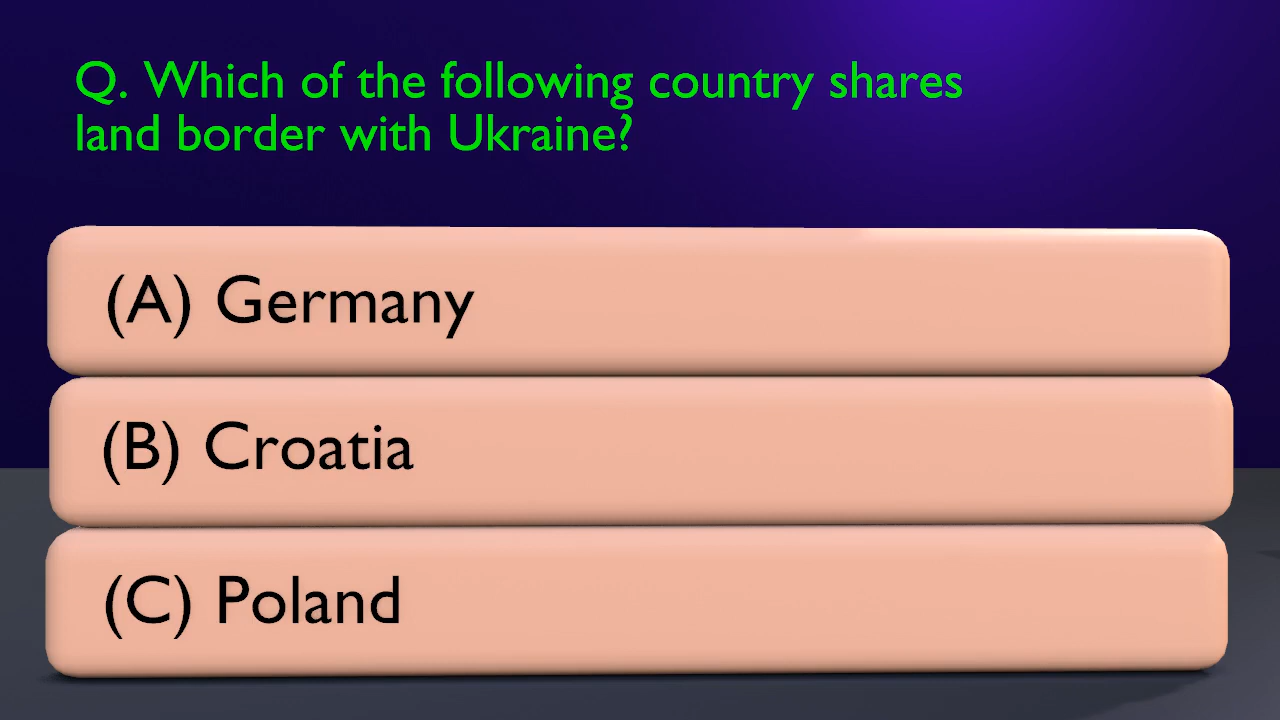 Q. Which of the following country shares
land border with Ukraine?
(A) Germany
(B) Croatia
(C) Poland